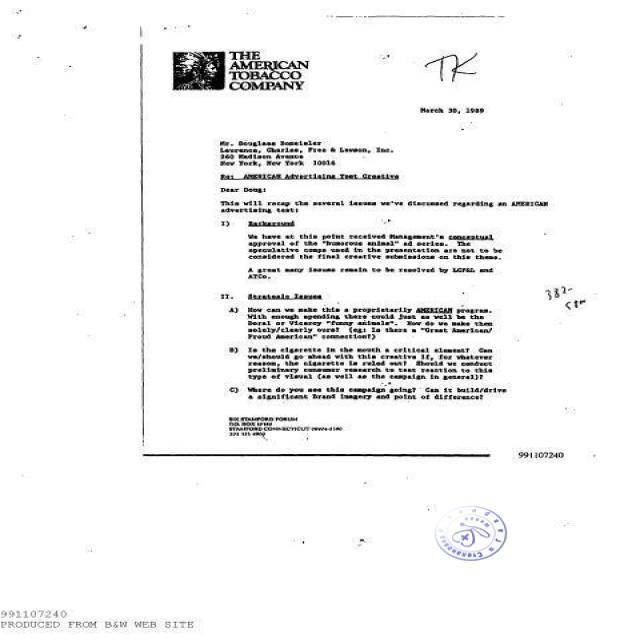 THE
AMERICAN
TOBACCO
COMPANY
TK
March 30, 1989
Mr. Douglass
Lawrence, Charles, Free & Lawson, Inc.
260 Madison Avenue
New York, New York 10016
Re: AMERICAN Advertising Test Creative
Dear Doug:
This will recap the several issues we've discussed regarding an AMERICAN
advertising test:
I) Background
We have at this point received Management's conceptual
approval of the "humorous animal" ad series. The
speculative comps used in the presentation are not to be
considered the final creative submissions on this theme.
A great many issues remain to be resolved by LCF&L and
ATCo.
II. Strategic Issues
A) How can we make this a proprietarily AMERICAN program.
With enough spending there could just as well be the
Doral or Viceroy "funny animals". How do we make them
solely/clearly ours? (eg: Is there a "Great American/
Proud American" connection?)
B) Is the cigarette in the mouth a critical element? Can
we/should go ahead with this creative if, for whatever
reason, the cigarette is ruled out? Should we conduct
preliminary consumer research to test reaction to this
type of visual (as well as the campaign in general)?
C) Where do you see this campaign going? Can it build/drive
a significant Brand imagery and point of difference?
SIX STAMFORD FORUM
P.O. BOX
STAMFORD CONNECTICUT
991107240
991107240
PRODUCED FROM B&W WEB SITE